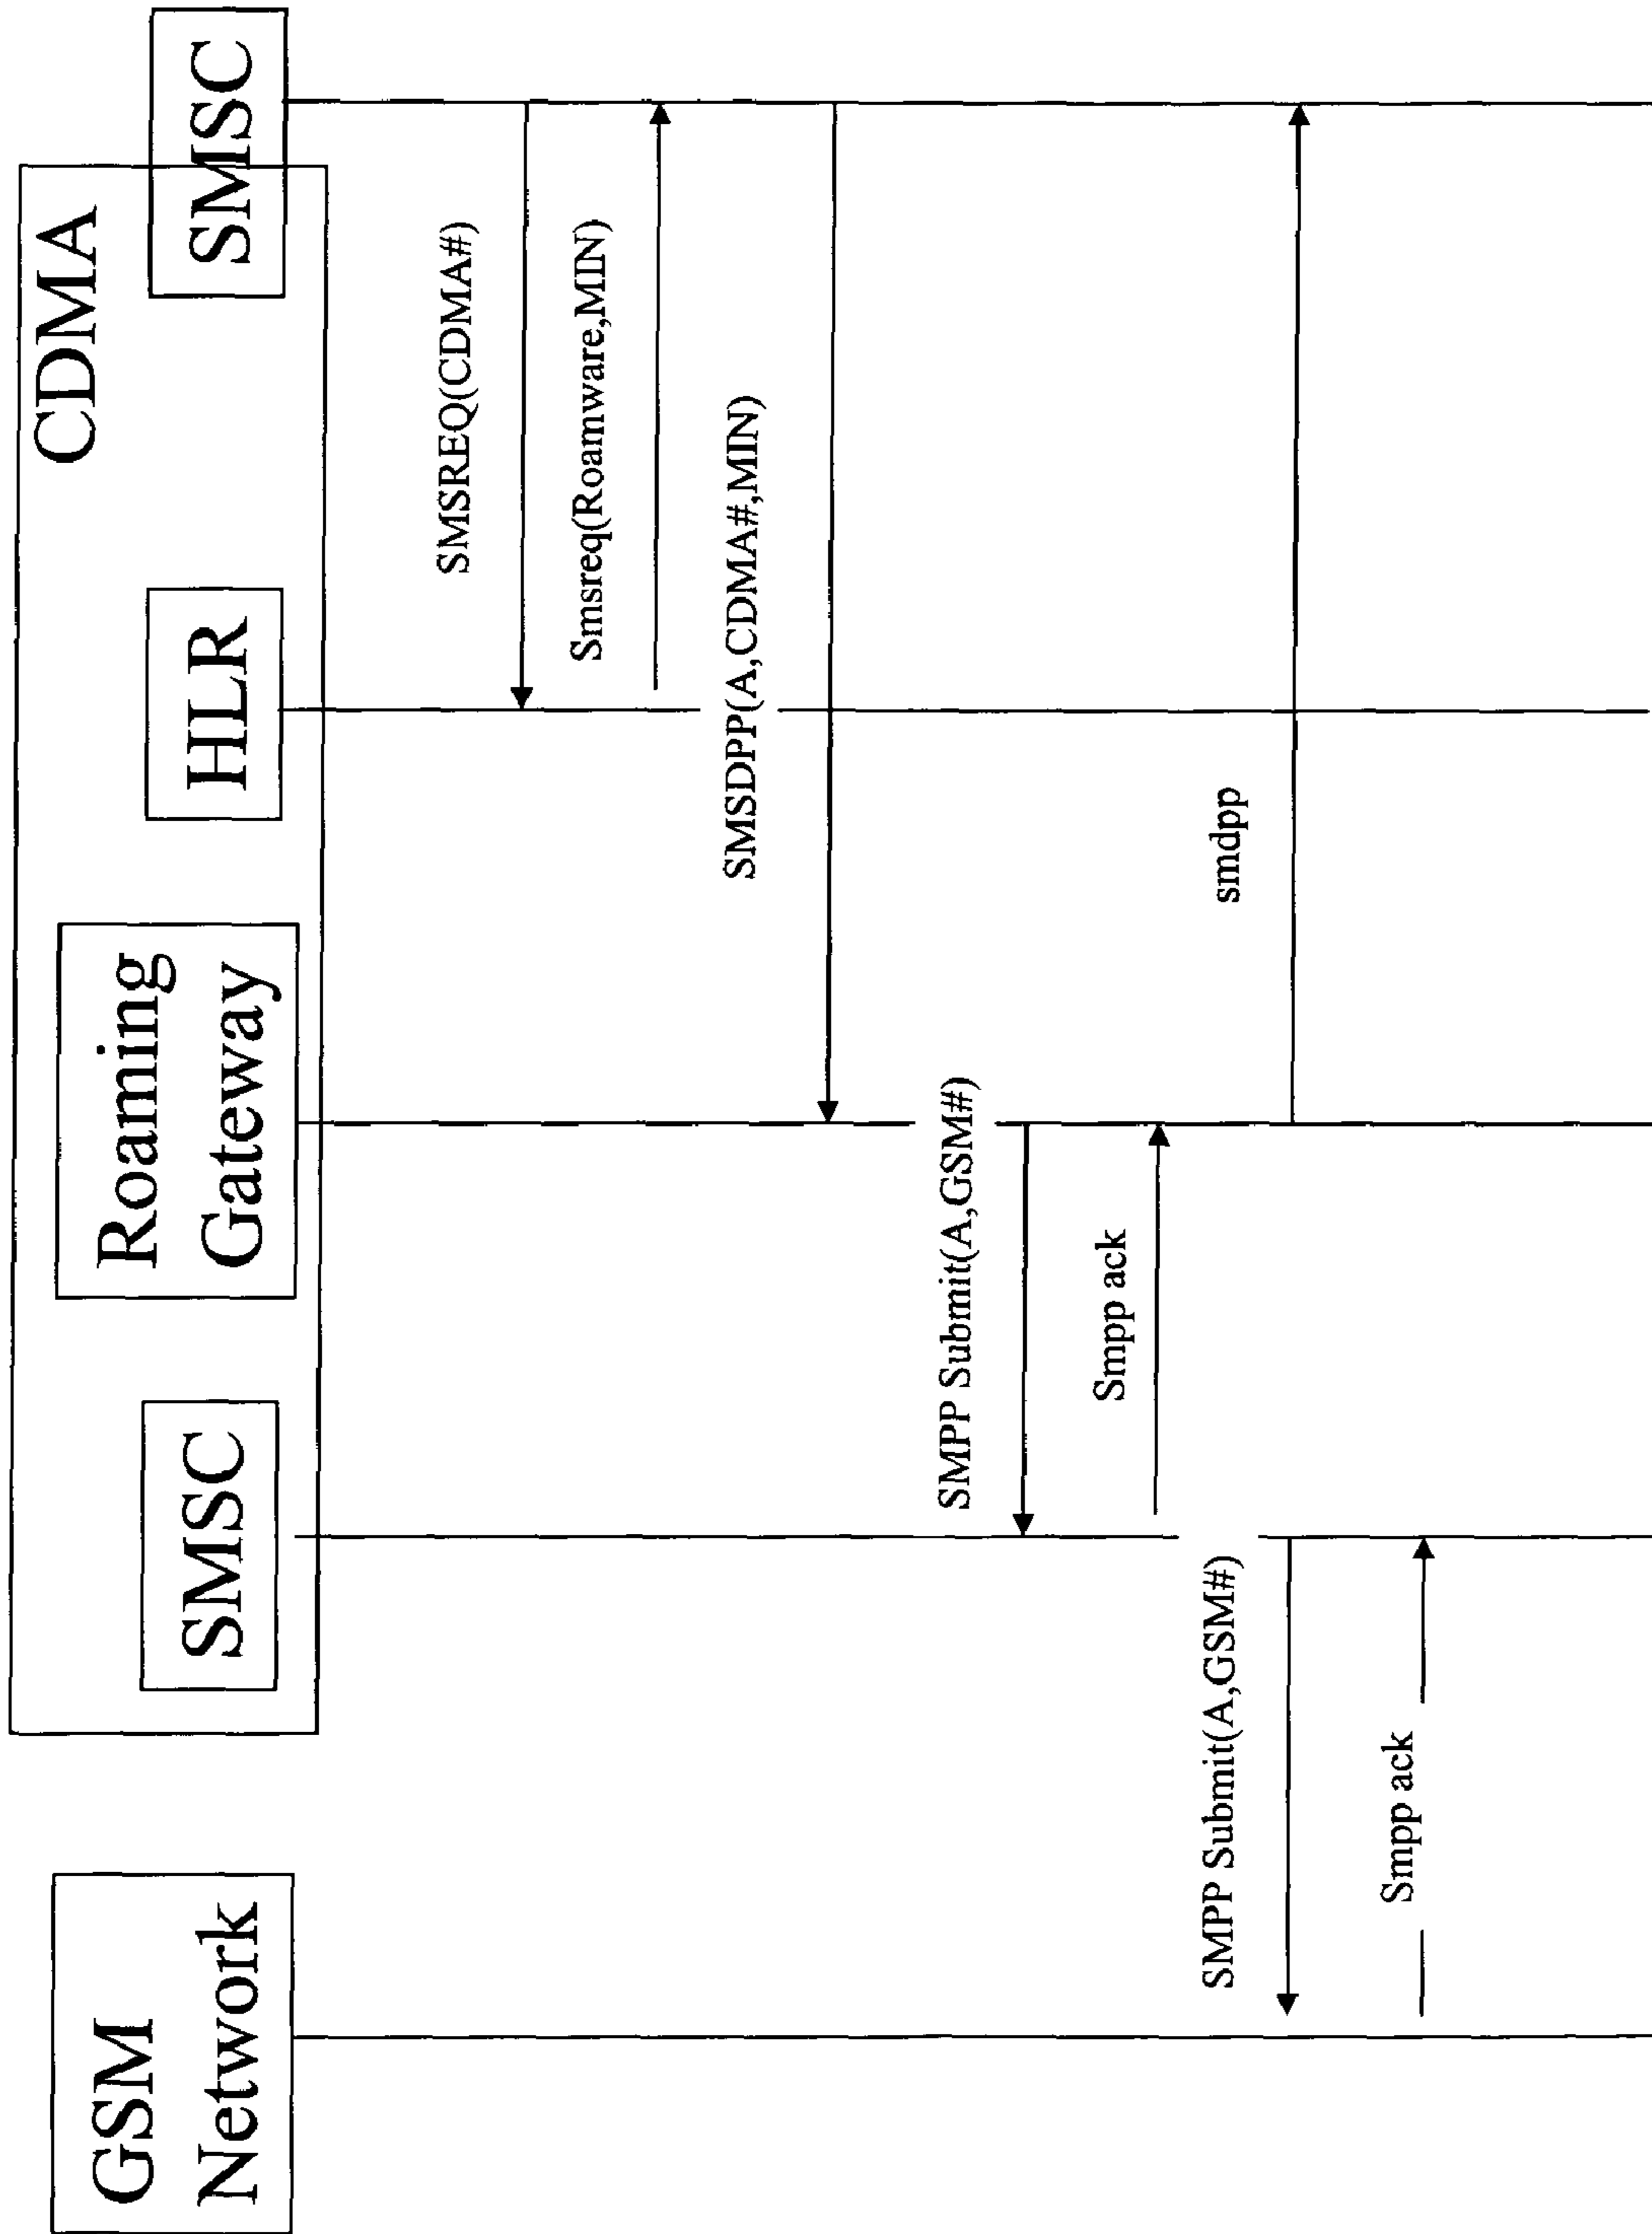 GSM
Network
CDMA
SMSC
Roaming
Gateway
HLR
SMSC
SMSREQ(CDMA#)
Smsreq(Roamware,MIN)
SMSDPP(A,CDMA#,MIN)
SMPP Submit(A,GSM#)
Smpp ack
SMPP Submit(A,GSM#)
smdpp
Smpp ack